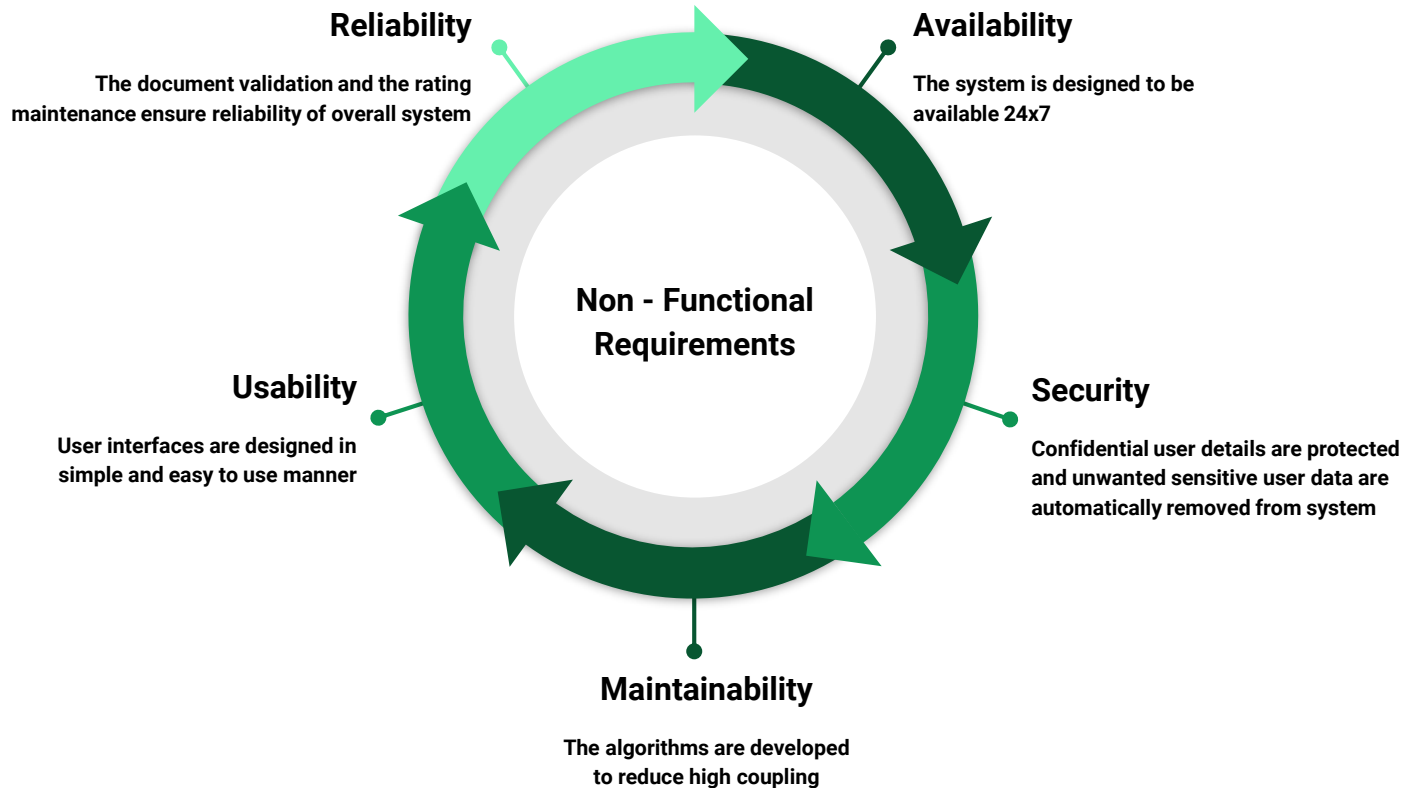 Reliability
The document validation and the rating
maintenance ensure reliability of overall system
Availability
The system is designed to be
available 24x7
Non - Functional
Requirements
Usability
User interfaces are designed in
simple and easy to use manner
Security
Confidential user details are protected
and unwanted sensitive user data are
automatically removed from system
Maintainability
The algorithms are developed
to reduce high coupling